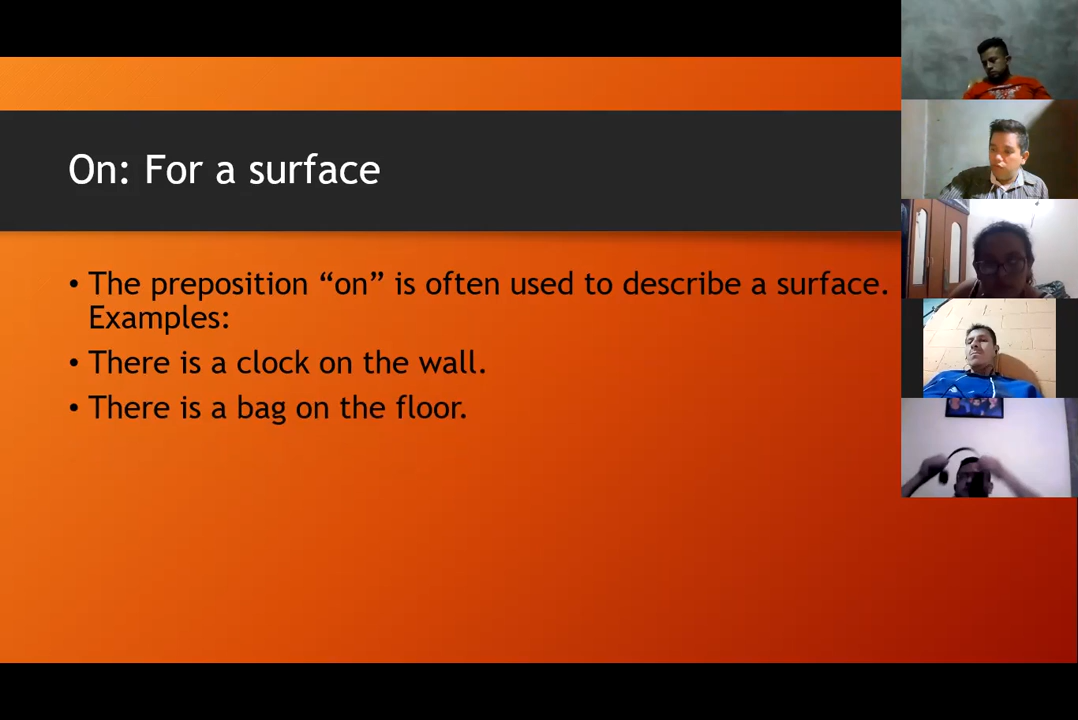 On: For a surface
• The preposition “on” is often used to describe a surface.
Examples:
• There is a clock on the wall.
• There is a bag on the floor.